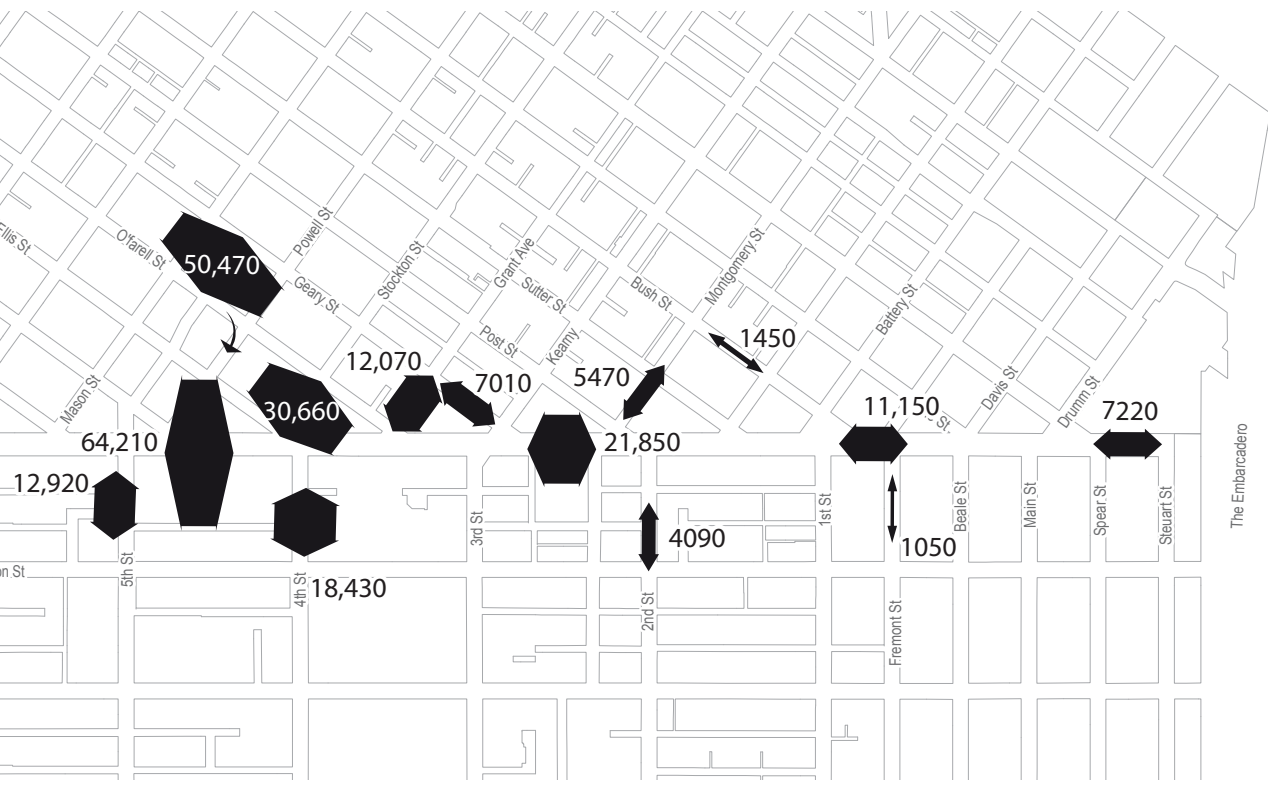 Ellis St
O'farell St
50,470
Powell St
Geary St
Stockton St
Grant Ave
Sutter St
Bush St
Montgomery St
Battery St
Post St
Kearny
1450
12,070
7010
5470
Mason St
30,660
Davis St
Drumm St
11,150
7220
St.
64,210
21,850
12,920
The Embarcadero
3rd St
1st St
Beale St
Main St
Spear St
Steuart St
4090
1050
5th St
on St
4th St
18,430
2nd St
Fremont St